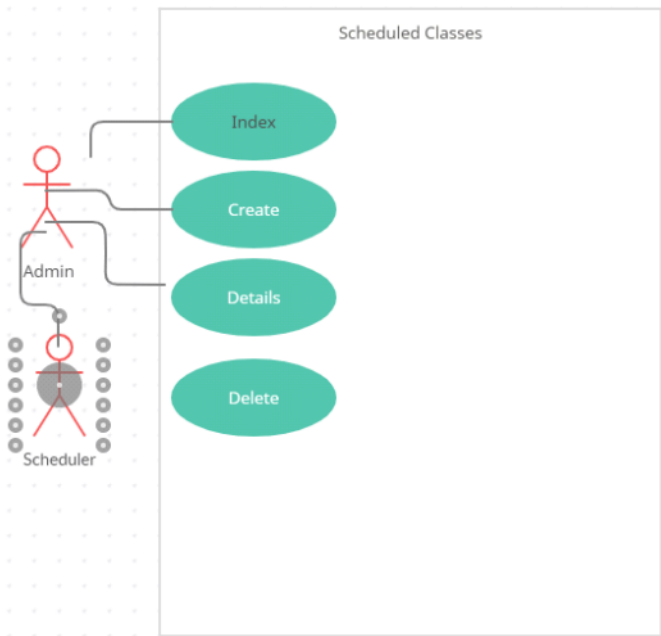 Scheduled Classes
Index
Create
Admin
Details
Delete
Scheduler